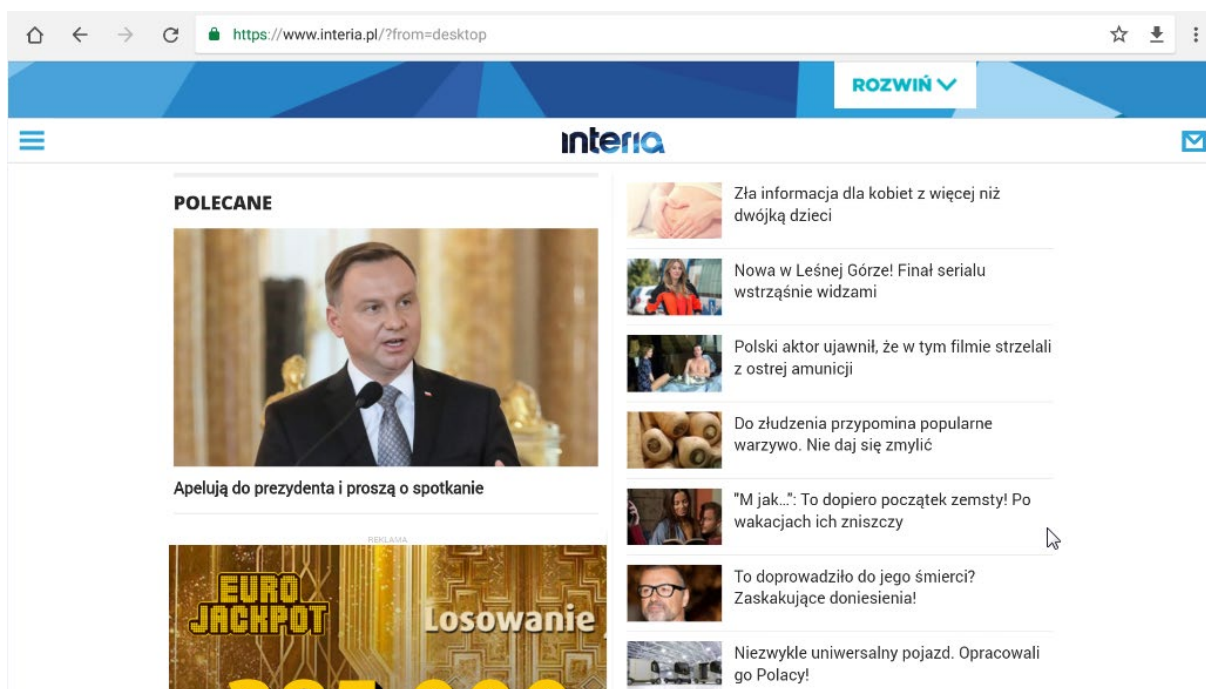 https://www.interia.pl/?from=desktop
ROZWIŃ
interia
POLECANE
Apelują do prezydenta i proszą o spotkanie
REKLAMA
EURO
JACKPOT
Losowanie
Zła informacja dla kobiet z więcej niż
dwójką dzieci
Nowa w Leśnej Górze! Finał serialu
wstrząśnie widzami
Polski aktor ujawnił, że w tym filmie strzelali
z ostrej amunicji
Do złudzenia przypomina popularne
warzywo. Nie daj się zmylić
"M jak...": To dopiero początek zemsty! Po
wakacjach ich zniszczy
To doprowadziło do jego śmierci?
Zaskakujące doniesienia!
Niezwykle uniwersalny pojazd. Opracowali
go Polacy!